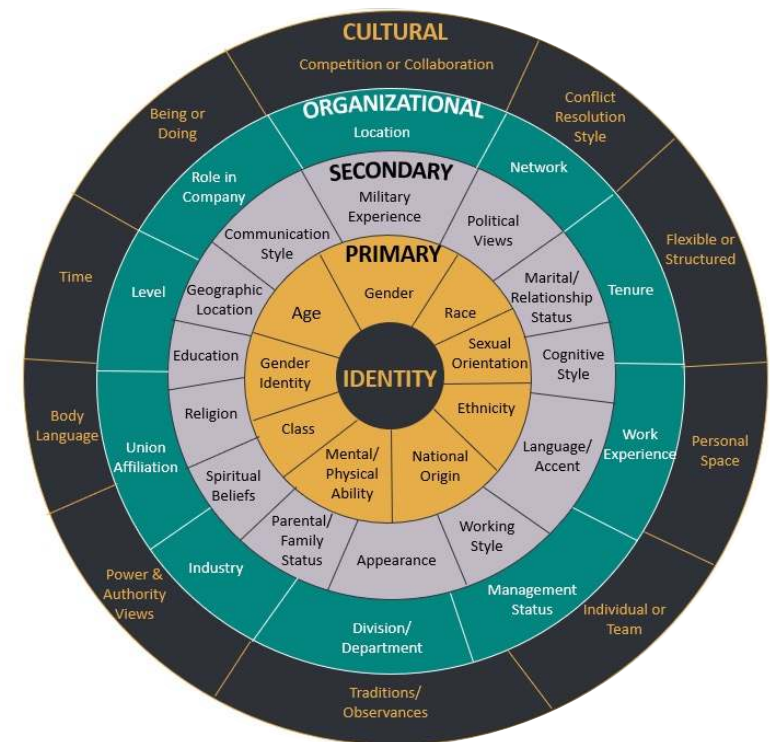 CULTURAL
Competition or Collaboration
Conflict
Resolution
Style
Flexible or
Structured
Personal
Space
Individual or
Team
Traditions/
Observances
Power &
Authority
Views
Body
Language
Time
Being or
Doing
ORGANIZATIONAL
Location
Network
Tenure
Work
Experience
Management
Status
Division/
Department
Industry
Union
Affiliation
Level
Role in
Company
SECONDARY
Military
Experience
Political
Views
Marital/
Relationship
Status
Cognitive
Style
Language/
Accent
Working
Style
Appearance
Parental/
Family
Status
Spiritual
Beliefs
Religion
Education
Geographic
Location
Communication
Style
PRIMARY
Gender
Race
Sexual
Orientation
Ethnicity
National
Origin
Mental/
Physical
Ability
Class
Gender
Identity
Age
IDENTITY